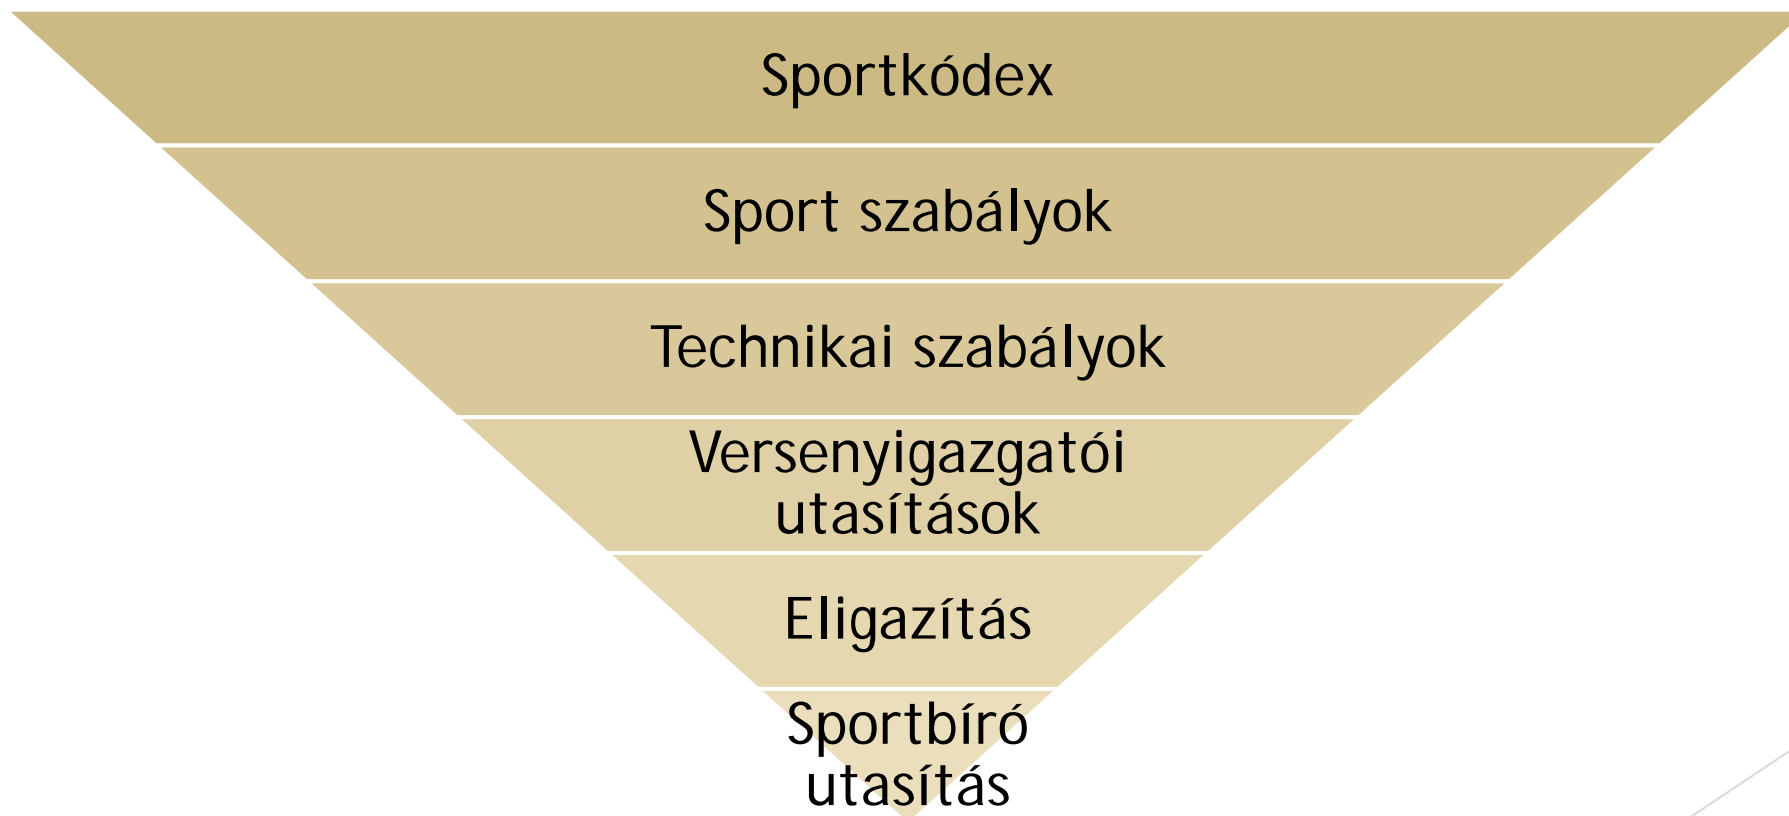 Sportkódex
Sport szabályok
Technikai szabályok
Versenyigazgatói
utasítások
Eligazítás
Sportbíró
utasítás